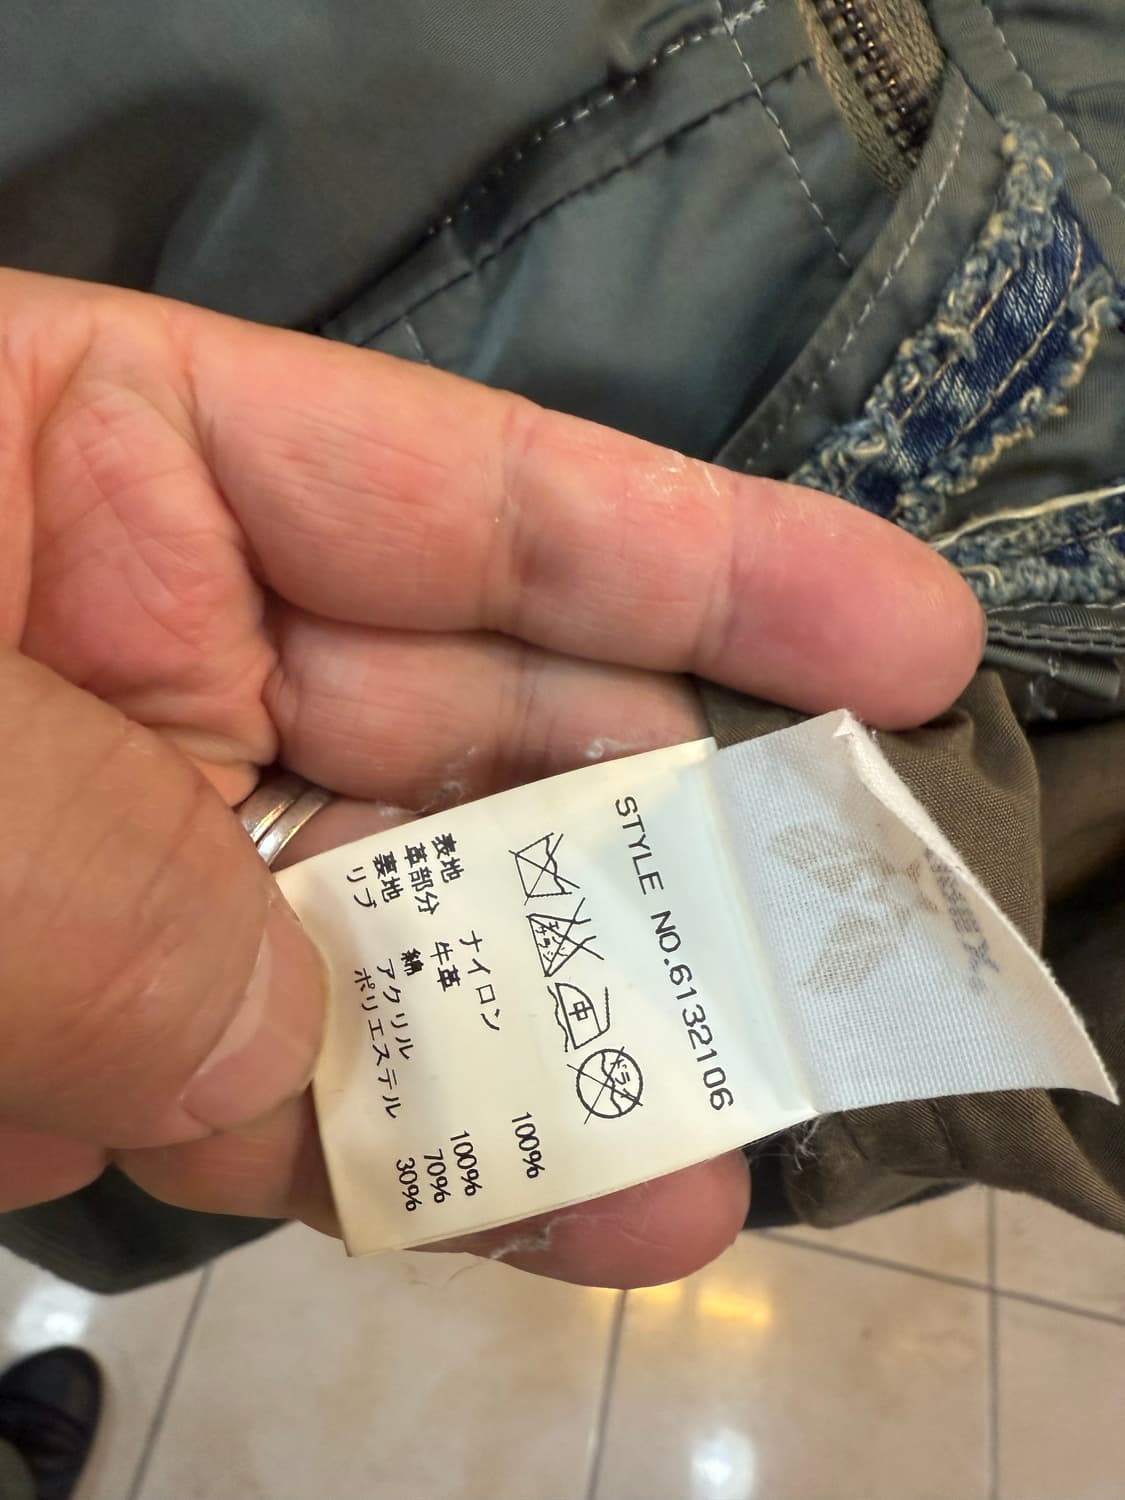 STYLE NO.6132106
表地 ナイロン 100%
革部分 牛革
裏地 綿 100%
リブ アクリル 70%
ポリエステル 30%